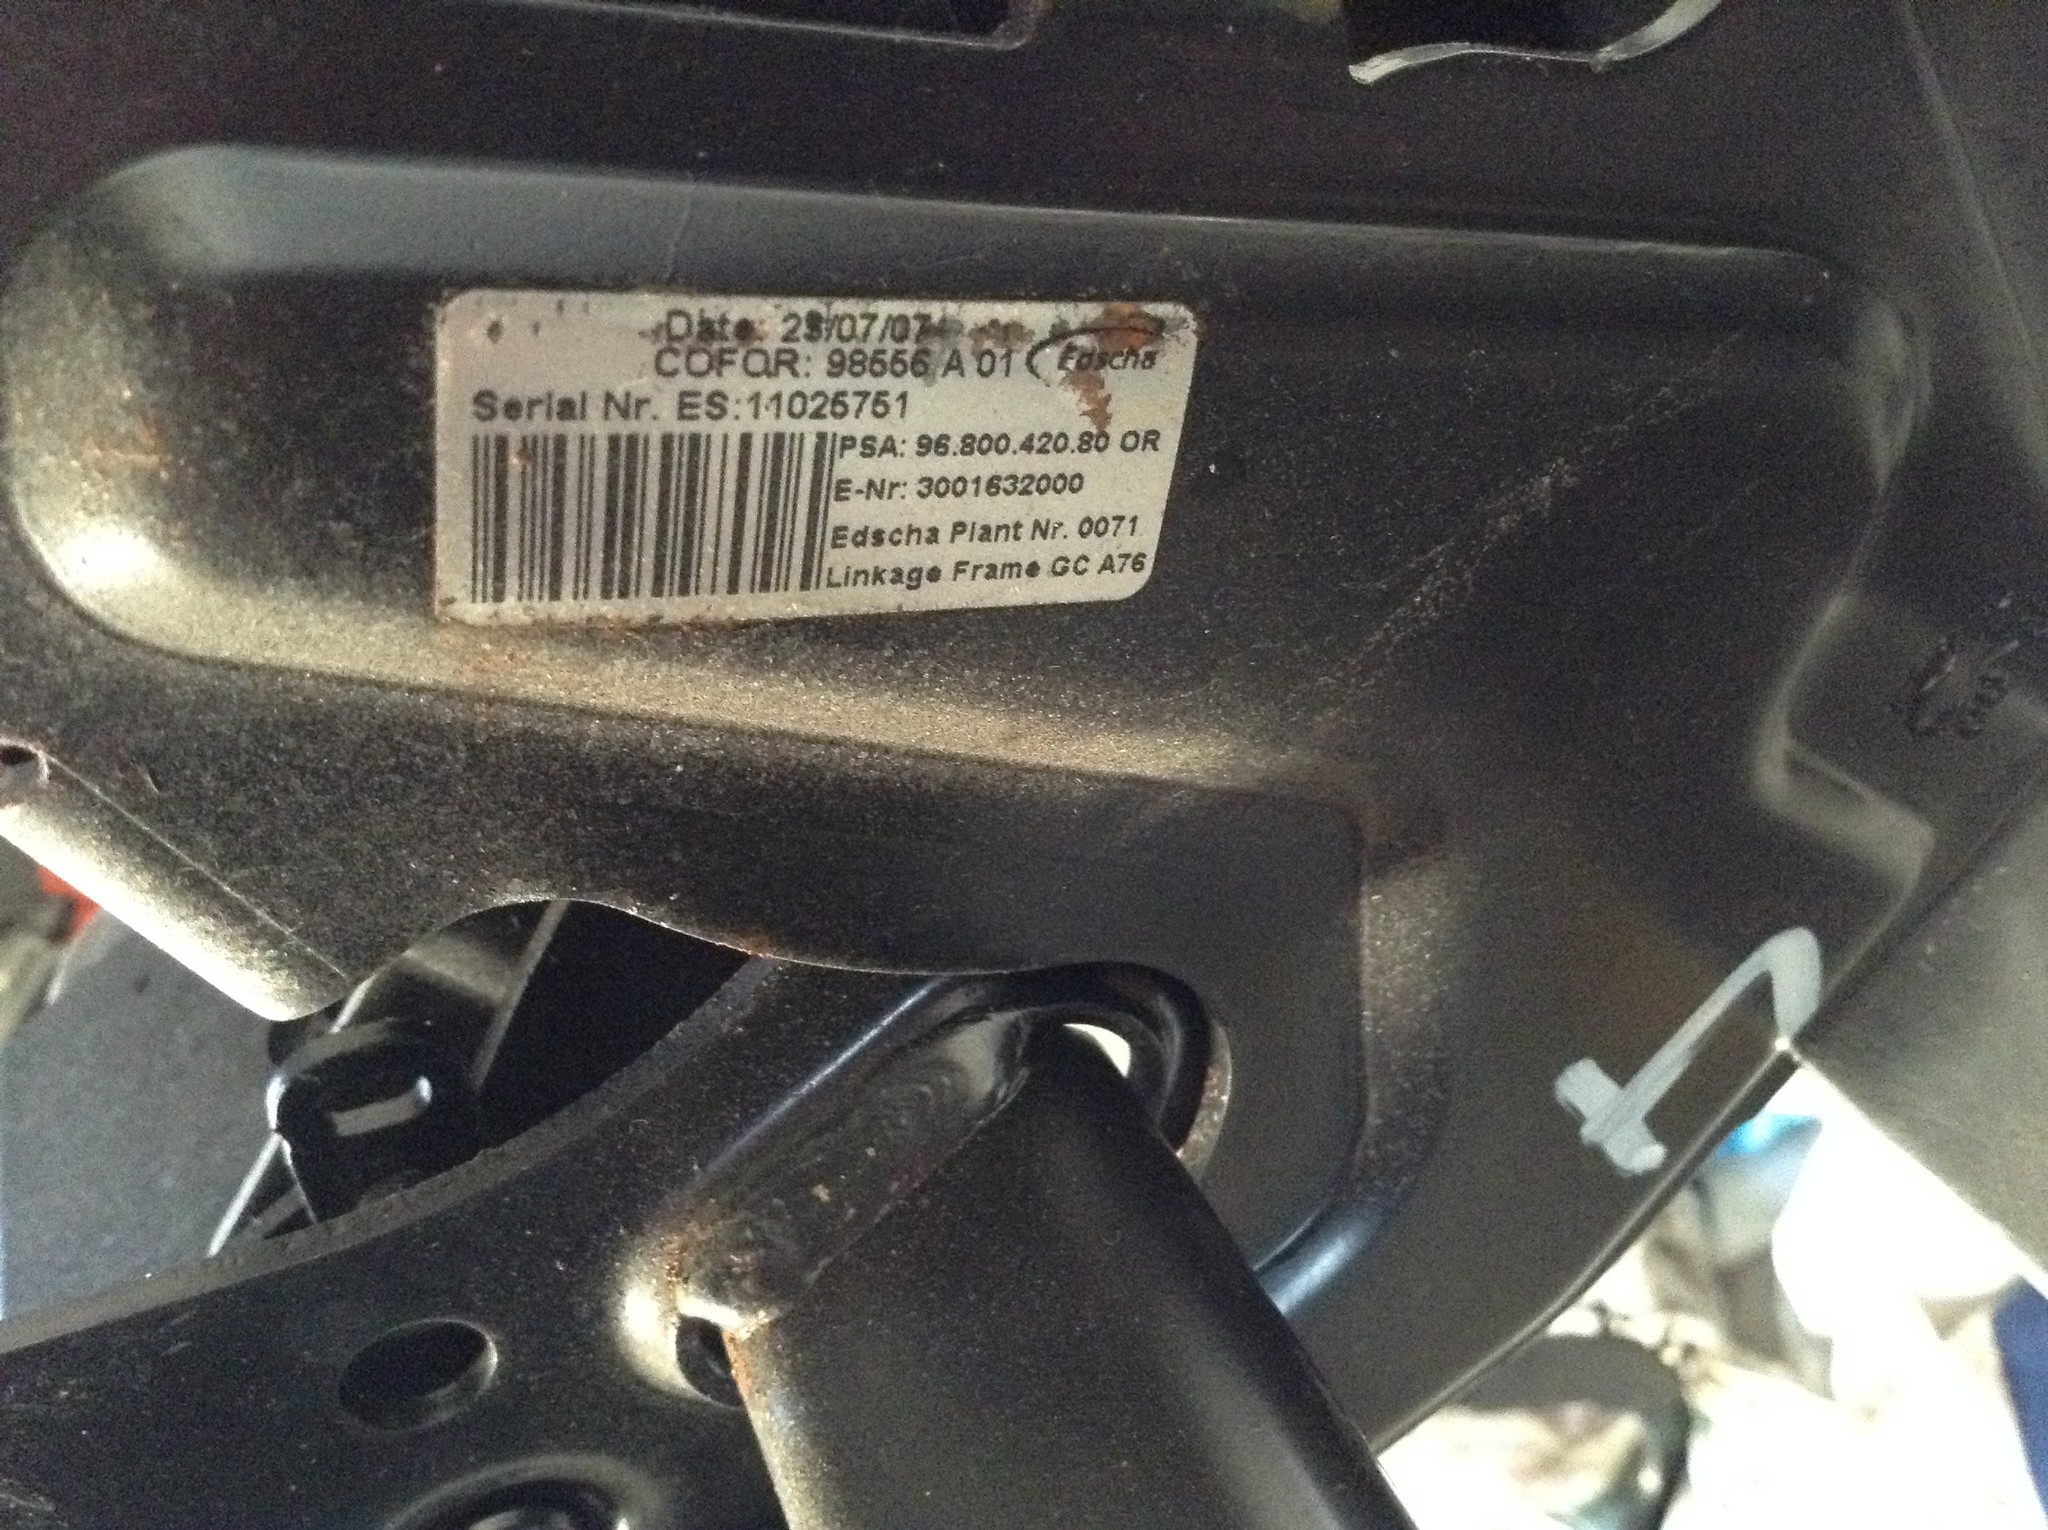 Date: 23/07/07
COFOR: 98556 A 01 Edscha
Serial Nr. ES:11025751
PSA: 96.800.420.80 OR
E-Nr: 3001632000
Edscha Plant Nr. 0071
Linkage Frame GC A76